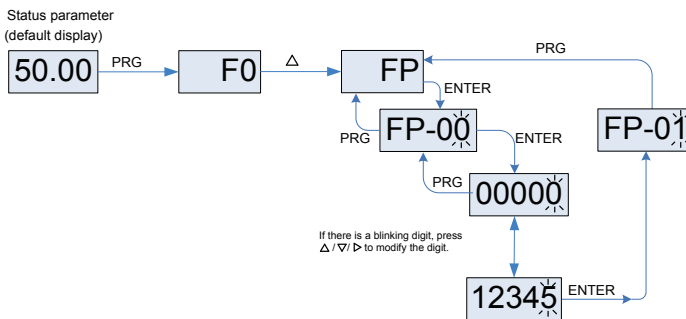 Status parameter
(default display)
50.00
PRG
F0
△
FP
PRG
ENTER
PRG
FP-00
ENTER
FP-01
PRG
00000
If there is a blinking digit, press
△ / ▽/ ▷ to modify the digit.
12345
ENTER